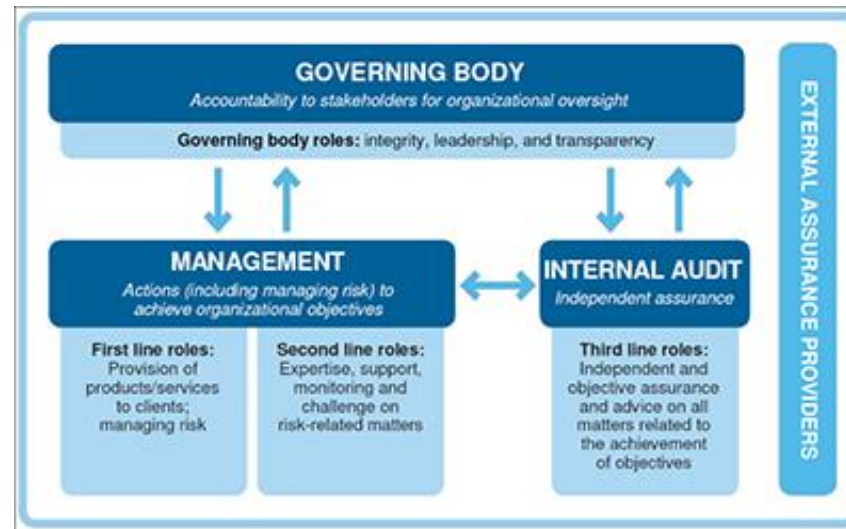 GOVERNING BODY
Accountability to stakeholders for organizational oversight
Governing body roles: integrity, leadership, and transparency
MANAGEMENT
Actions (including managing risk) to
achieve organizational objectives
First line roles:
Provision of
products/services
to clients;
managing risk
Second line roles:
Expertise, support,
monitoring and
challenge on
risk-related matters
INTERNAL AUDIT
Independent assurance
Third line roles:
Independent and
objective assurance
and advice on all
matters related to
the achievement
of objectives
EXTERNAL ASSURANCE PROVIDERS